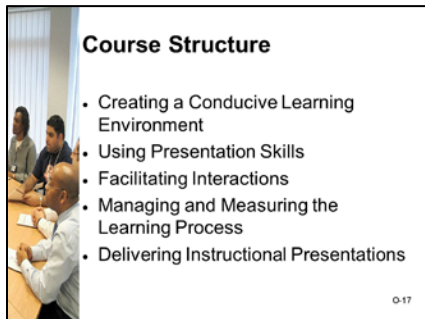 Course Structure
• Creating a Conducive Learning
Environment
• Using Presentation Skills
• Facilitating Interactions
• Managing and Measuring the
Learning Process
• Delivering Instructional Presentations
O-17